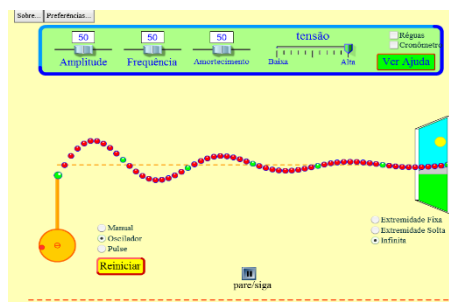 Sobre... Preferências...
50 50 50 tensão Réguas
Cronômetro
Amplitude Frequência Amortecimento Baixa Alta Ver Ajuda
Manual
Oscilador
Pulse
Reiniciar
Extremidade Fixa
Extremidade Solta
Infinita
pare/siga